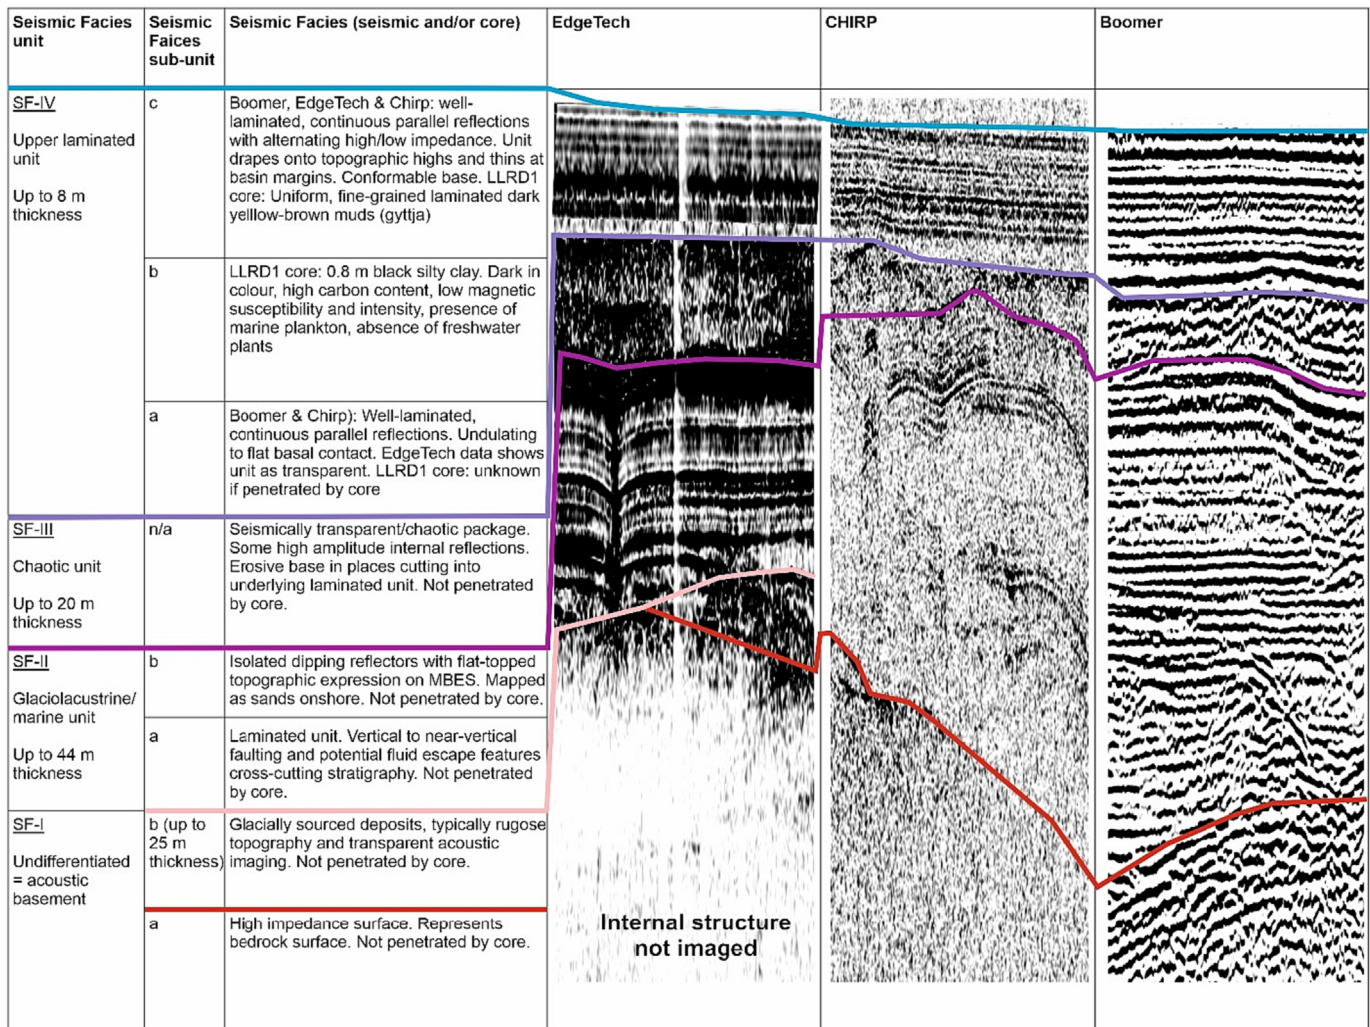 Seismic Facies
unit
Seismic
Faices
sub-unit
Seismic Facies (seismic and/or core)
EdgeTech
CHIRP
Boomer
SF-IV
Upper laminated
unit
Up to 8 m
thickness
c
Boomer, EdgeTech & Chirp: well-
laminated, continuous parallel reflections
with alternating high/low impedance. Unit
drapes onto topographic highs and thins at
basin margins. Conformable base. LLRD1
core: Uniform, fine-grained laminated dark
yelllow-brown muds (gyttja)
b
LLRD1 core: 0.8 m black silty clay. Dark in
colour, high carbon content, low magnetic
susceptibility and intensity, presence of
marine plankton, absence of freshwater
plants
a
Boomer & Chirp): Well-laminated,
continuous parallel reflections. Undulating
to flat basal contact. EdgeTech data shows
unit as transparent. LLRD1 core: unknown
if penetrated by core
SF-III
Chaotic unit
Up to 20 m
thickness
n/a
Seismically transparent/chaotic package.
Some high amplitude internal reflections.
Erosive base in places cutting into
underlying laminated unit. Not penetrated
by core.
SF-II
Glaciolacustrine/
marine unit
Up to 44 m
thickness
b
Isolated dipping reflectors with flat-topped
topographic expression on MBES. Mapped
as sands onshore. Not penetrated by core.
a
Laminated unit. Vertical to near-vertical
faulting and potential fluid escape features
cross-cutting stratigraphy. Not penetrated
by core.
SF-I
Undifferentiated
= acoustic
basement
b (up to
25 m
thickness)
Glacially sourced deposits, typically rugose
topography and transparent acoustic
imaging. Not penetrated by core.
a
High impedance surface. Represents
bedrock surface. Not penetrated by core.
Internal structure
not imaged